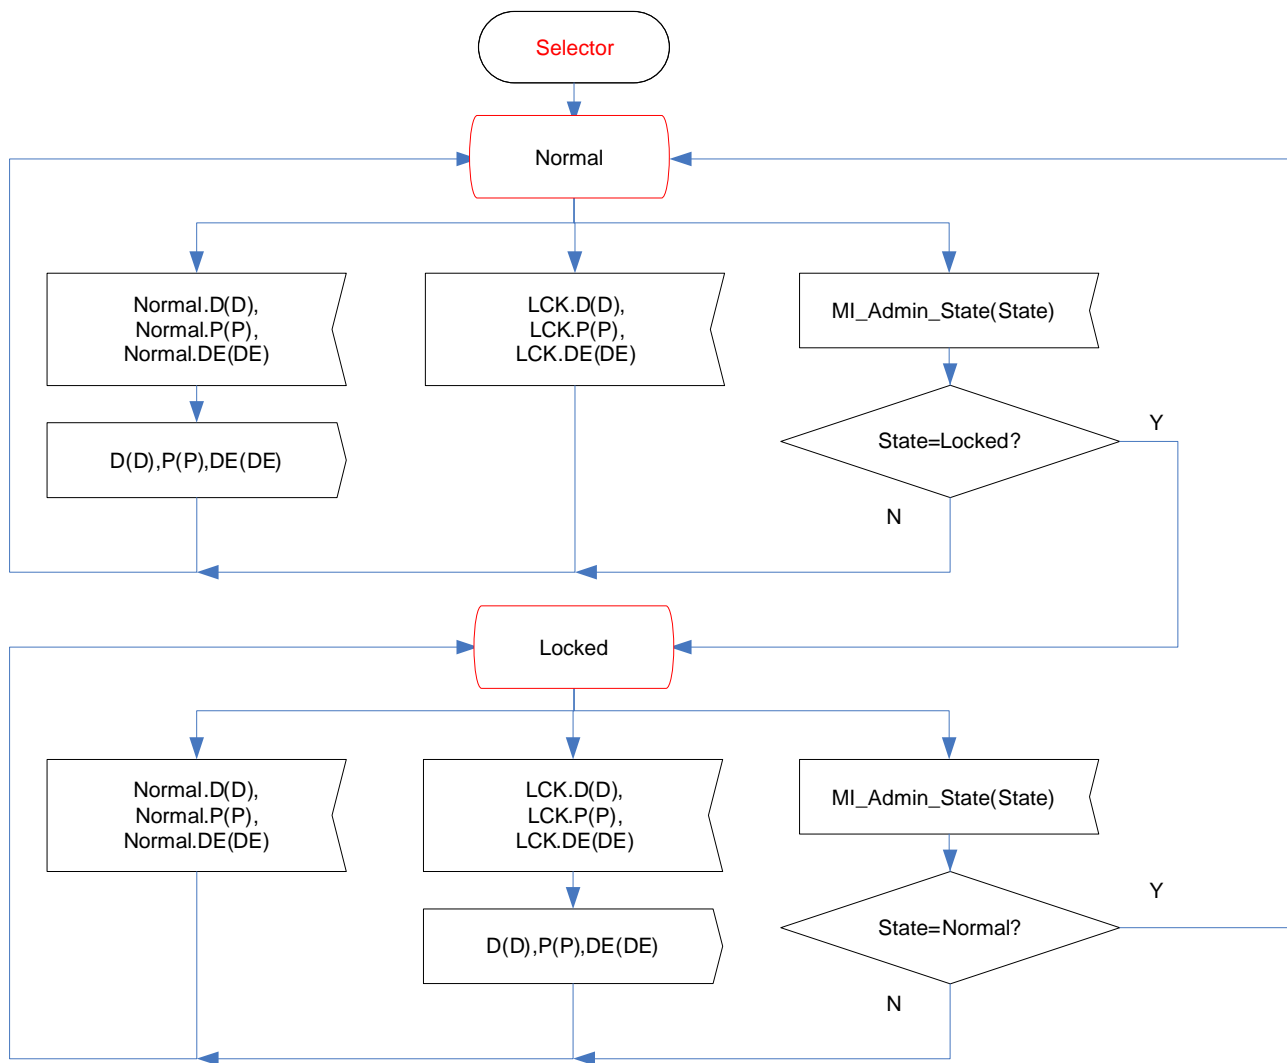 Selector
Normal
Normal.D(D),
Normal.P(P),
Normal.DE(DE)
LCK.D(D),
LCK.P(P),
LCK.DE(DE)
MI_Admin_State(State)
D(D),P(P),DE(DE)
State=Locked?
Y
N
Locked
Normal.D(D),
Normal.P(P),
Normal.DE(DE)
LCK.D(D),
LCK.P(P),
LCK.DE(DE)
MI_Admin_State(State)
D(D),P(P),DE(DE)
State=Normal?
Y
N